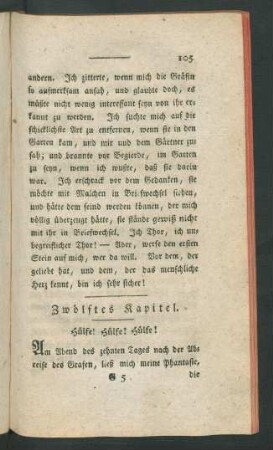 105
andern. Ich zitterte, wenn mich die Gräfin
so aufmerksam ansah, und glaubte doch, es
müßte nicht wenig interessant seyn von ihr er-
kannt zu werden. Ich suchte mich auf die
schicklichste Art zu entfernen, wenn sie in den
Garten kam, und mir und dem Gärtner zu-
sah; und brannte vor Begierde, im Garten
zu seyn, wenn ich wußte, daß sie darin
war. Ich erschrack vor dem Gedanken, sie
möchte mit Malchen in Briefwechsel stehen,
und hätte dem feind werden können, der mich
völlig überzeugt hätte, sie stünde gewiß nicht
mit ihr in Briefwechsel. Ich Thor, ich un-
begreiflicher Thor! — Aber, werfe den ersten
Stein auf mich, wer da will. Vor dem, der
geliebt hat, und dem, der das menschliche
Herz kennt, bin ich sehr sicher!
Zwölftes Kapitel.
Hülfe! Hülfe! Hülfe!
Am Abend des zehnten Tages nach der Ab-
reise des Grafen, ließ mich meine Phantasie,
G 5 die